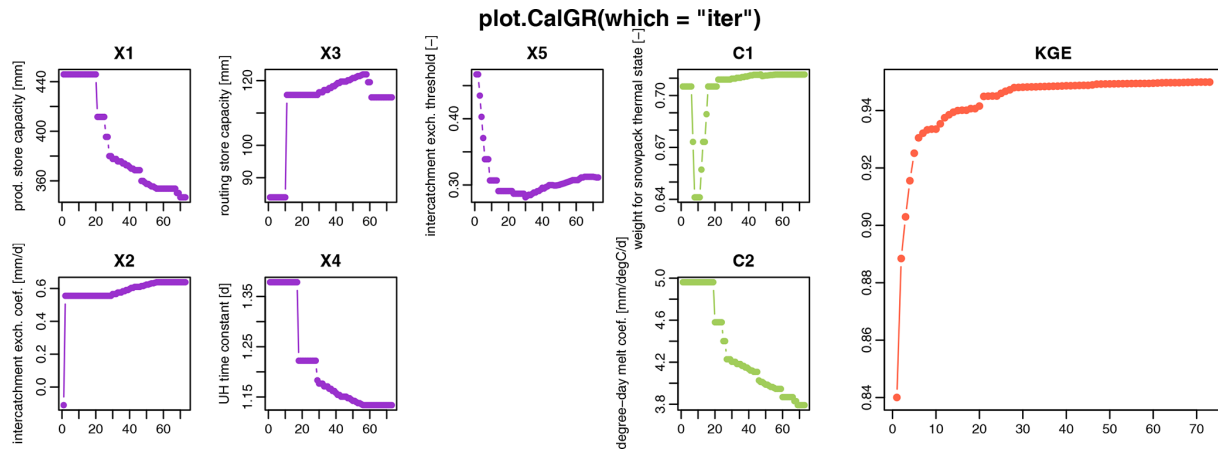 plot.CalGR(which = "iter")
X1
prod. store capacity [mm]
360 400 440
0 20 40 60
X3
routing store capacity [mm]
90 100 120
0 20 40 60
X5
intercatchment exch. threshold [−]
0.30 0.40
0 20 40 60
C1
weight for snowpack thermal state [−]
0.64 0.67 0.70
0 20 40 60
KGE
0.84 0.86 0.88 0.90 0.92 0.94
0 10 20 30 40 50 60 70
X2
intercatchment exch. coef. [mm/d]
0.0 0.2 0.4 0.6
0 20 40 60
X4
UH time constant [d]
1.15 1.25 1.35
0 20 40 60
C2
degree−day melt coef. [mm/degC/d]
3.8 4.2 4.6 5.0
0 20 40 60